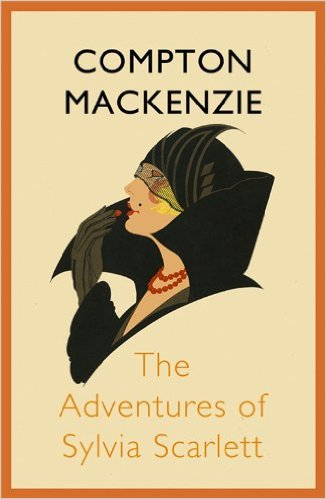 COMPTON
MACKENZIE
The
Adventures of
Sylvia Scarlett